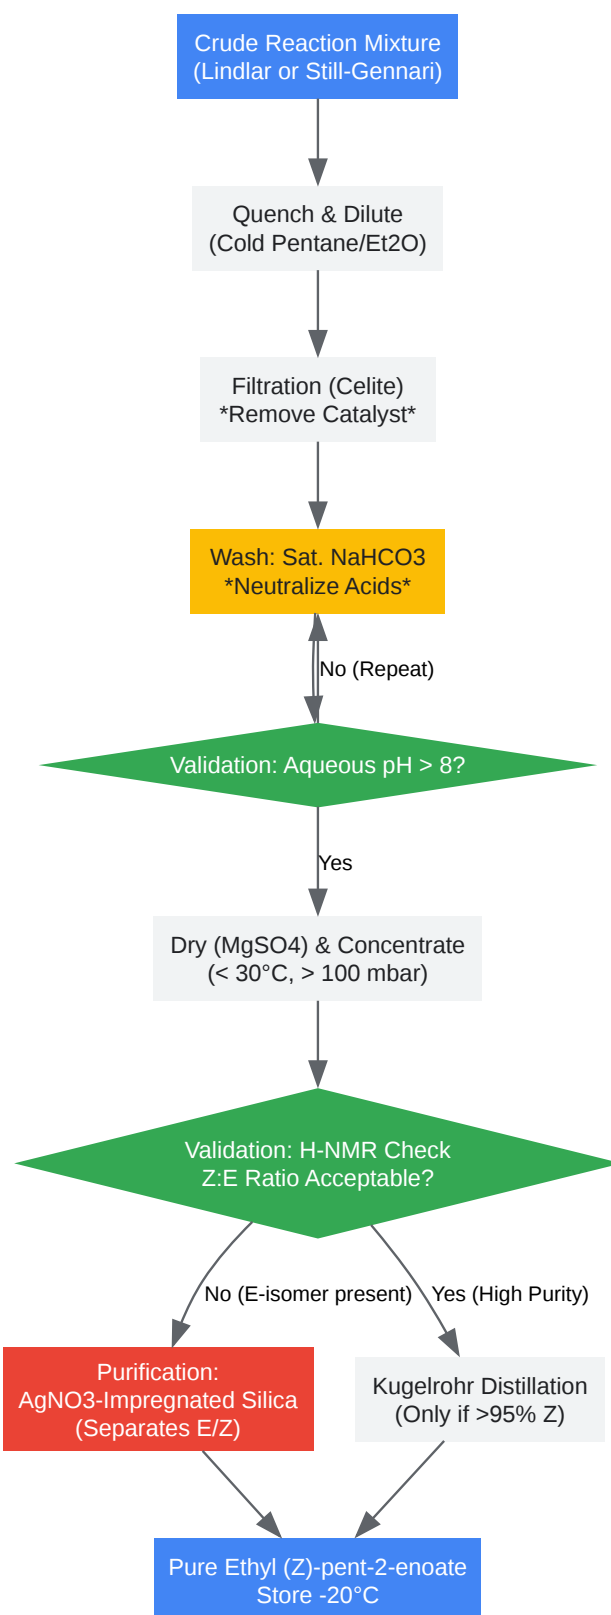 Crude Reaction Mixture
(Lindlar or Still-Gennari)
Quench & Dilute
(Cold Pentane/Et2O)
Filtration (Celite)
*Remove Catalyst*
Wash: Sat. NaHCO3
*Neutralize Acids*
No (Repeat)
Validation: Aqueous pH > 8?
Yes
Dry (MgSO4) & Concentrate
(< 30°C, > 100 mbar)
Validation: H-NMR Check
Z:E Ratio Acceptable?
No (E-isomer present)
Yes (High Purity)
Purification:
AgNO3-Impregnated Silica
(Separates E/Z)
Kugelrohr Distillation
(Only if >95% Z)
Pure Ethyl (Z)-pent-2-enoate
Store -20°C